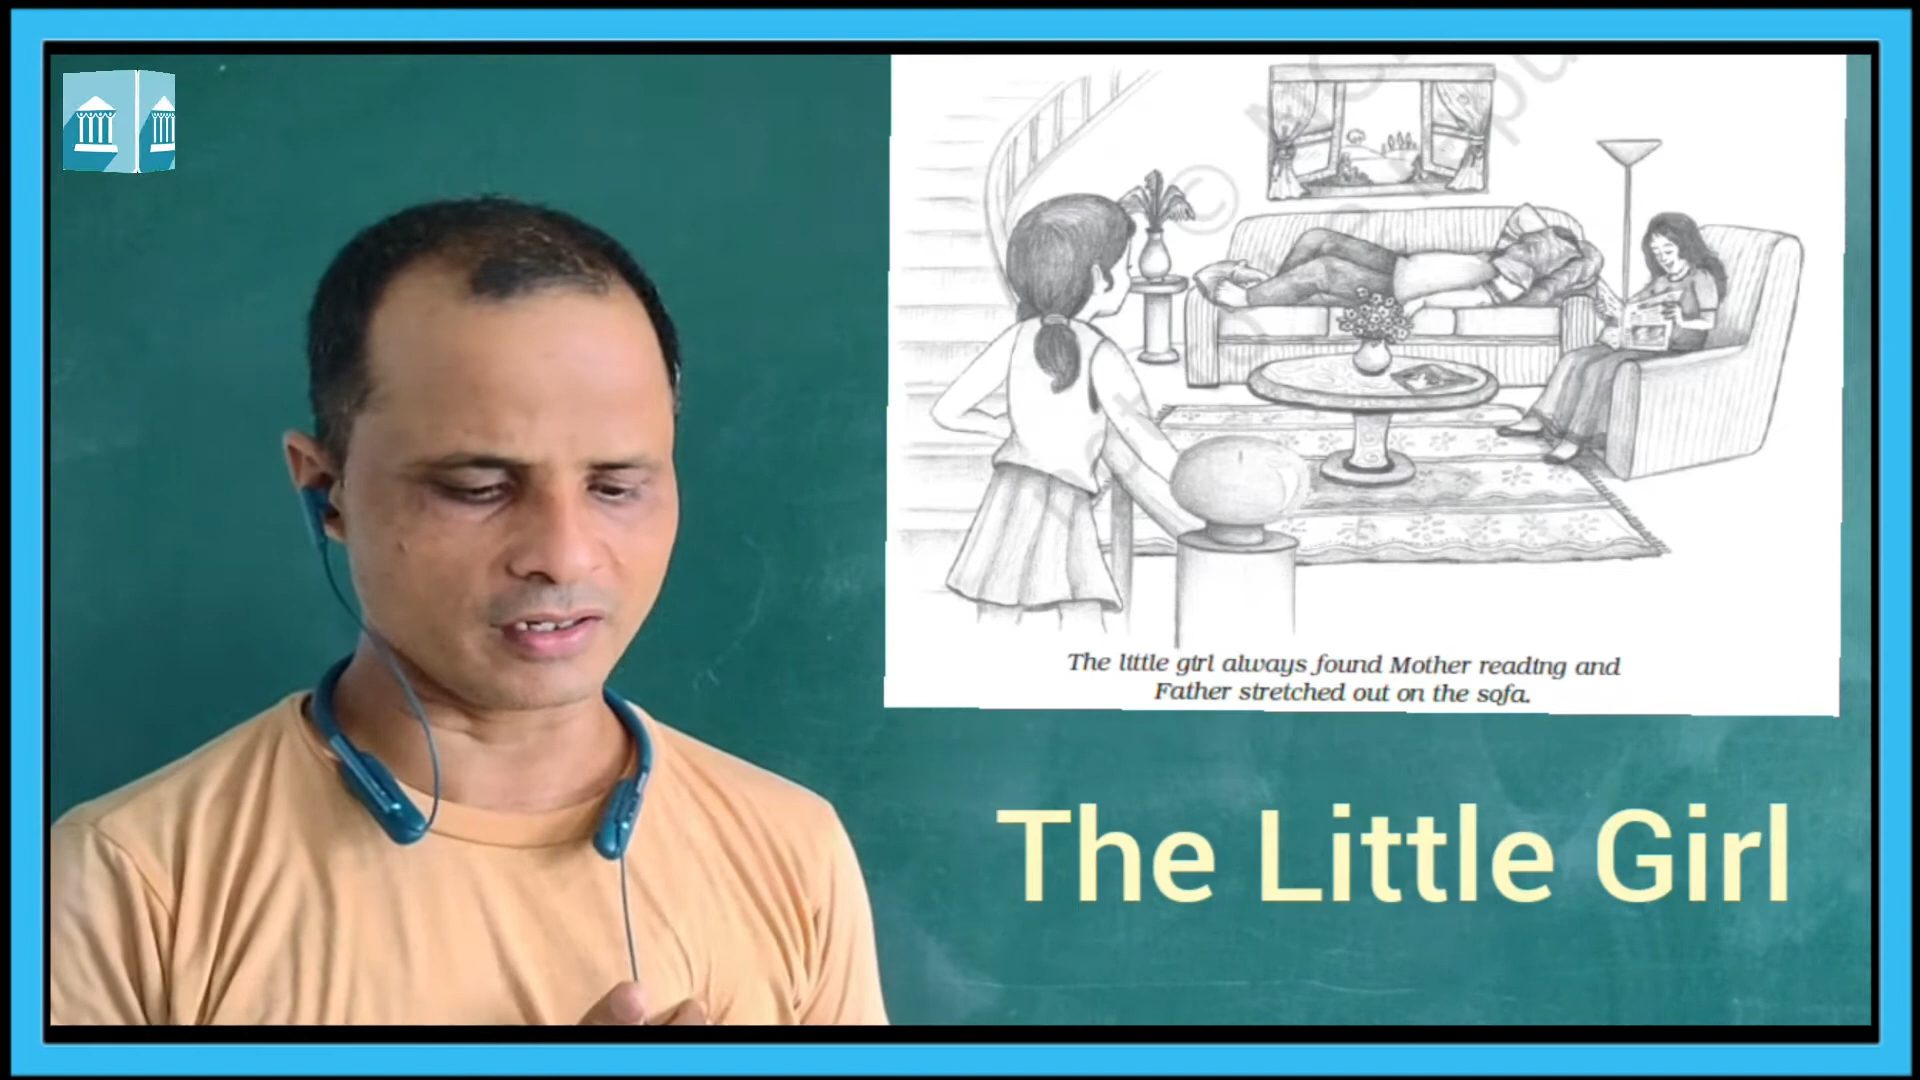 The little girl always found Mother reading and
Father stretched out on the sofa.
The Little Girl